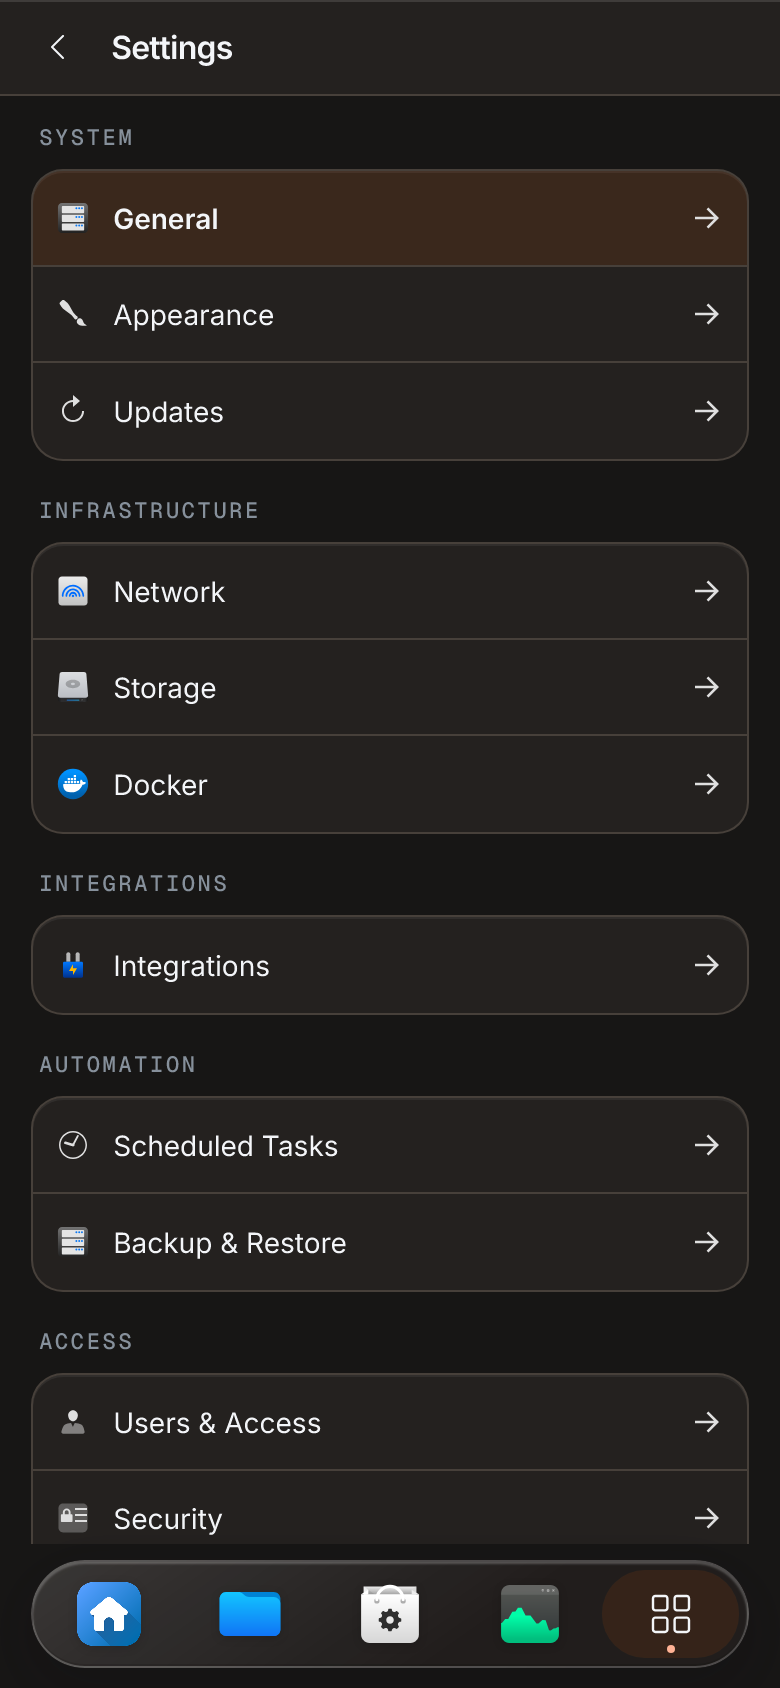 Settings
SYSTEM
General
Appearance
Updates
INFRASTRUCTURE
Network
Storage
Docker
INTEGRATIONS
Integrations
AUTOMATION
Scheduled Tasks
Backup & Restore
ACCESS
Users & Access
Security